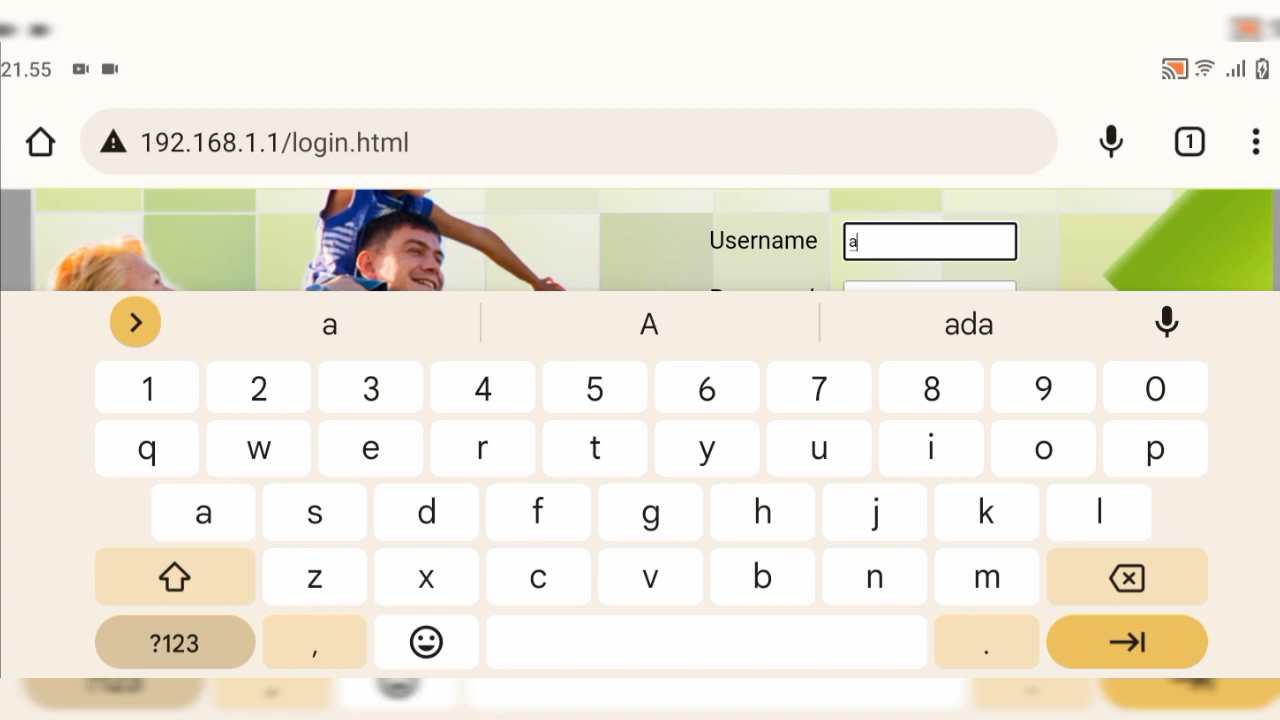 21.55
192.168.1.1/login.html
1
Username
a
a A ada
1 2 3 4 5 6 7 8 9 0
q w e r t y u i o p
a s d f g h j k l
z x c v b n m
?123 , .